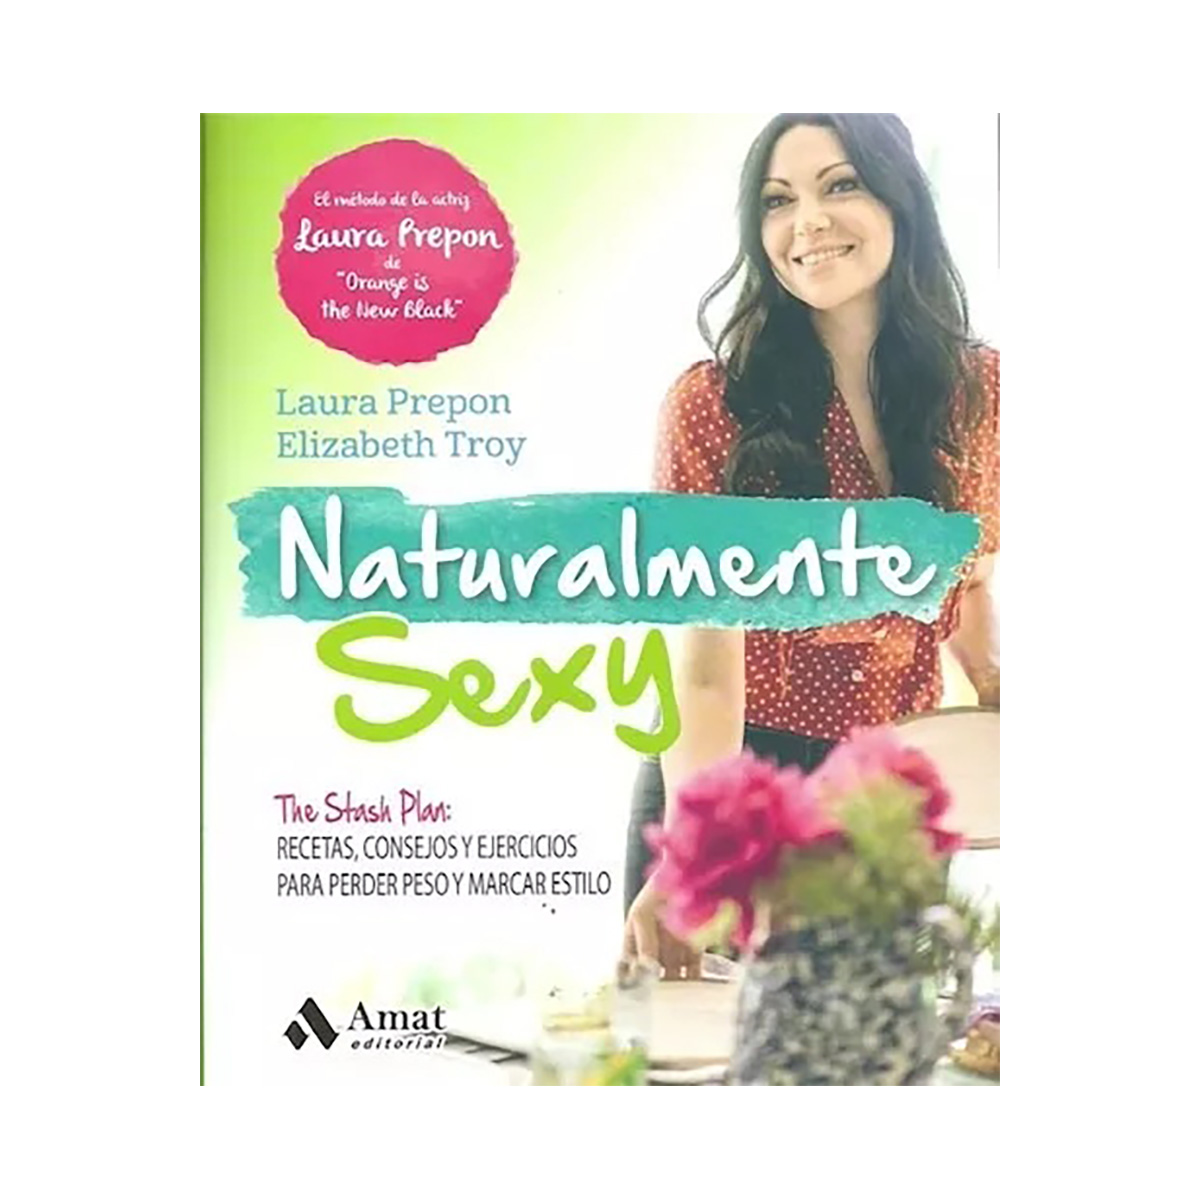 El método de la actriz
Laura Prepon
de
"Orange is
the New Black"
Laura Prepon
Elizabeth Troy
Naturalmente
Sexy
The Stash Plan:
RECETAS, CONSEJOS Y EJERCICIOS
PARA PERDER PESO Y MARCAR ESTILO
Amat
editorial